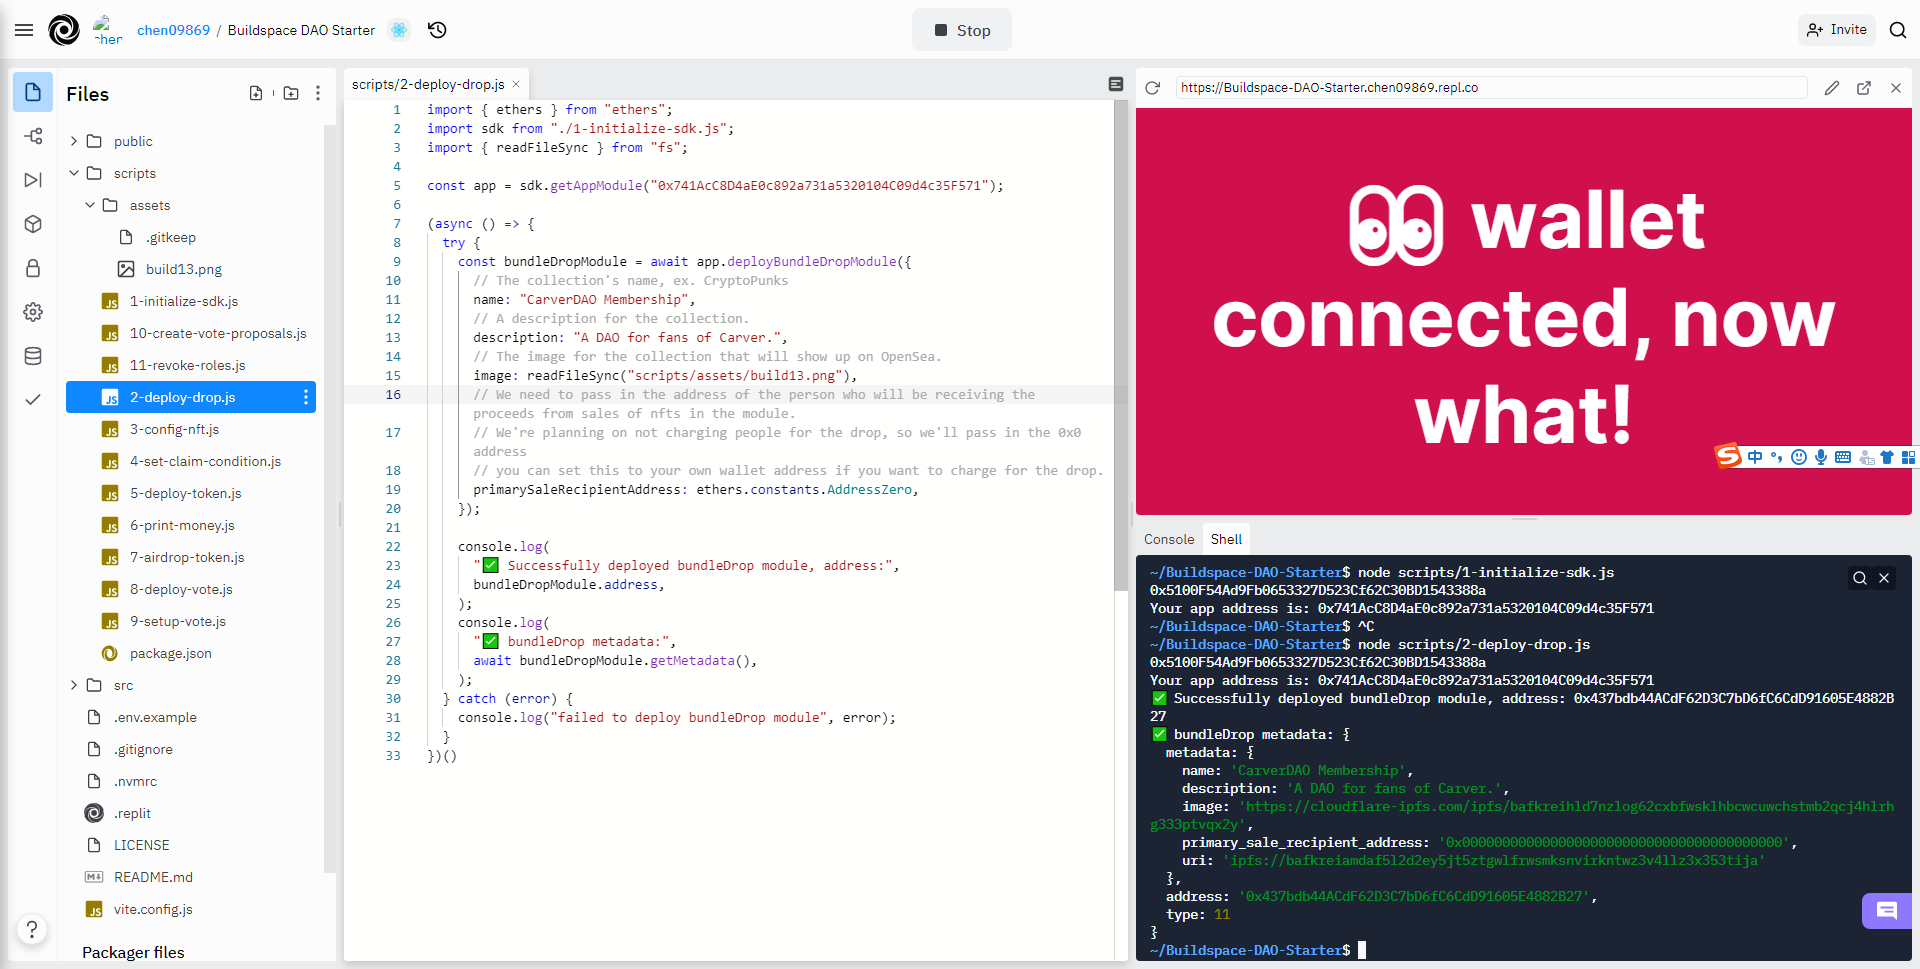 cher
chen09869 / Buildspace DAO Starter
Stop
Invite
Files
public
scripts
assets
.gitkeep
build13.png
1-initialize-sdk.js
10-create-vote-proposals.js
11-revoke-roles.js
2-deploy-drop.js
3-config-nft.js
4-set-claim-condition.js
5-deploy-token.js
6-print-money.js
7-airdrop-token.js
8-deploy-vote.js
9-setup-vote.js
package.json
src
.env.example
.gitignore
.nvmrc
.replit
LICENSE
README.md
vite.config.js
Packager files
?
scripts/2-deploy-drop.js ×
1 import { ethers } from "ethers";
2 import sdk from "./1-initialize-sdk.js";
3 import { readFileSync } from "fs";
4
5 const app = sdk.getAppModule("0x741AcC8D4aE0c892a731a5320104C09d4c35F571");
6
7 (async () => {
8 try {
9 const bundleDropModule = await app.deployBundleDropModule({
10 // The collection's name, ex. CryptoPunks
11 name: "CarverDAO Membership",
12 // A description for the collection.
13 description: "A DAO for fans of Carver.",
14 // The image for the collection that will show up on OpenSea.
15 image: readFileSync("scripts/assets/build13.png"),
16 // We need to pass in the address of the person who will be receiving the
proceeds from sales of nfts in the module.
17 // We're planning on not charging people for the drop, so we'll pass in the 0x0
address
18 // you can set this to your own wallet address if you want to charge for the drop.
19 primarySaleRecipientAddress: ethers.constants.AddressZero,
20 });
21
22 console.log(
23 "✅ Successfully deployed bundleDrop module, address:",
24 bundleDropModule.address,
25 );
26 console.log(
27 "✅ bundleDrop metadata:",
28 await bundleDropModule.getMetadata(),
29 );
30 } catch (error) {
31 console.log("failed to deploy bundleDrop module", error);
32 }
33 })()
https://Buildspace-DAO-Starter.chen09869.repl.co
👀 wallet
connected, now
what!
中
Console Shell
~/Buildspace-DAO-Starter$ node scripts/1-initialize-sdk.js
0x5100F54Ad9Fb0653327D523Cf62C30BD1543388a
Your app address is: 0x741AcC8D4aE0c892a731a5320104C09d4c35F571
~/Buildspace-DAO-Starter$ ^C
~/Buildspace-DAO-Starter$ node scripts/2-deploy-drop.js
0x5100F54Ad9Fb0653327D523Cf62C30BD1543388a
Your app address is: 0x741AcC8D4aE0c892a731a5320104C09d4c35F571
✅ Successfully deployed bundleDrop module, address: 0x437bdb44ACdF62D3C7bD6fC6CdD91605E4882B
27
✅ bundleDrop metadata: {
metadata: {
name: 'CarverDAO Membership',
description: 'A DAO for fans of Carver.',
image: 'https://cloudflare-ipfs.com/ipfs/bafkreihld7nzlog62cxbfwsklhbcwcuwchstmb2qcj4hlrh
g333ptvqx2y',
primary_sale_recipient_address: '0x0000000000000000000000000000000000000000',
uri: 'ipfs://bafkreiamdaf5l2d2ey5jt5ztgwlfrwsmksnvirkntwz3v4llz3x353tija'
},
address: '0x437bdb44ACdF62D3C7bD6fC6CdD91605E4882B27',
type: 11
}
~/Buildspace-DAO-Starter$